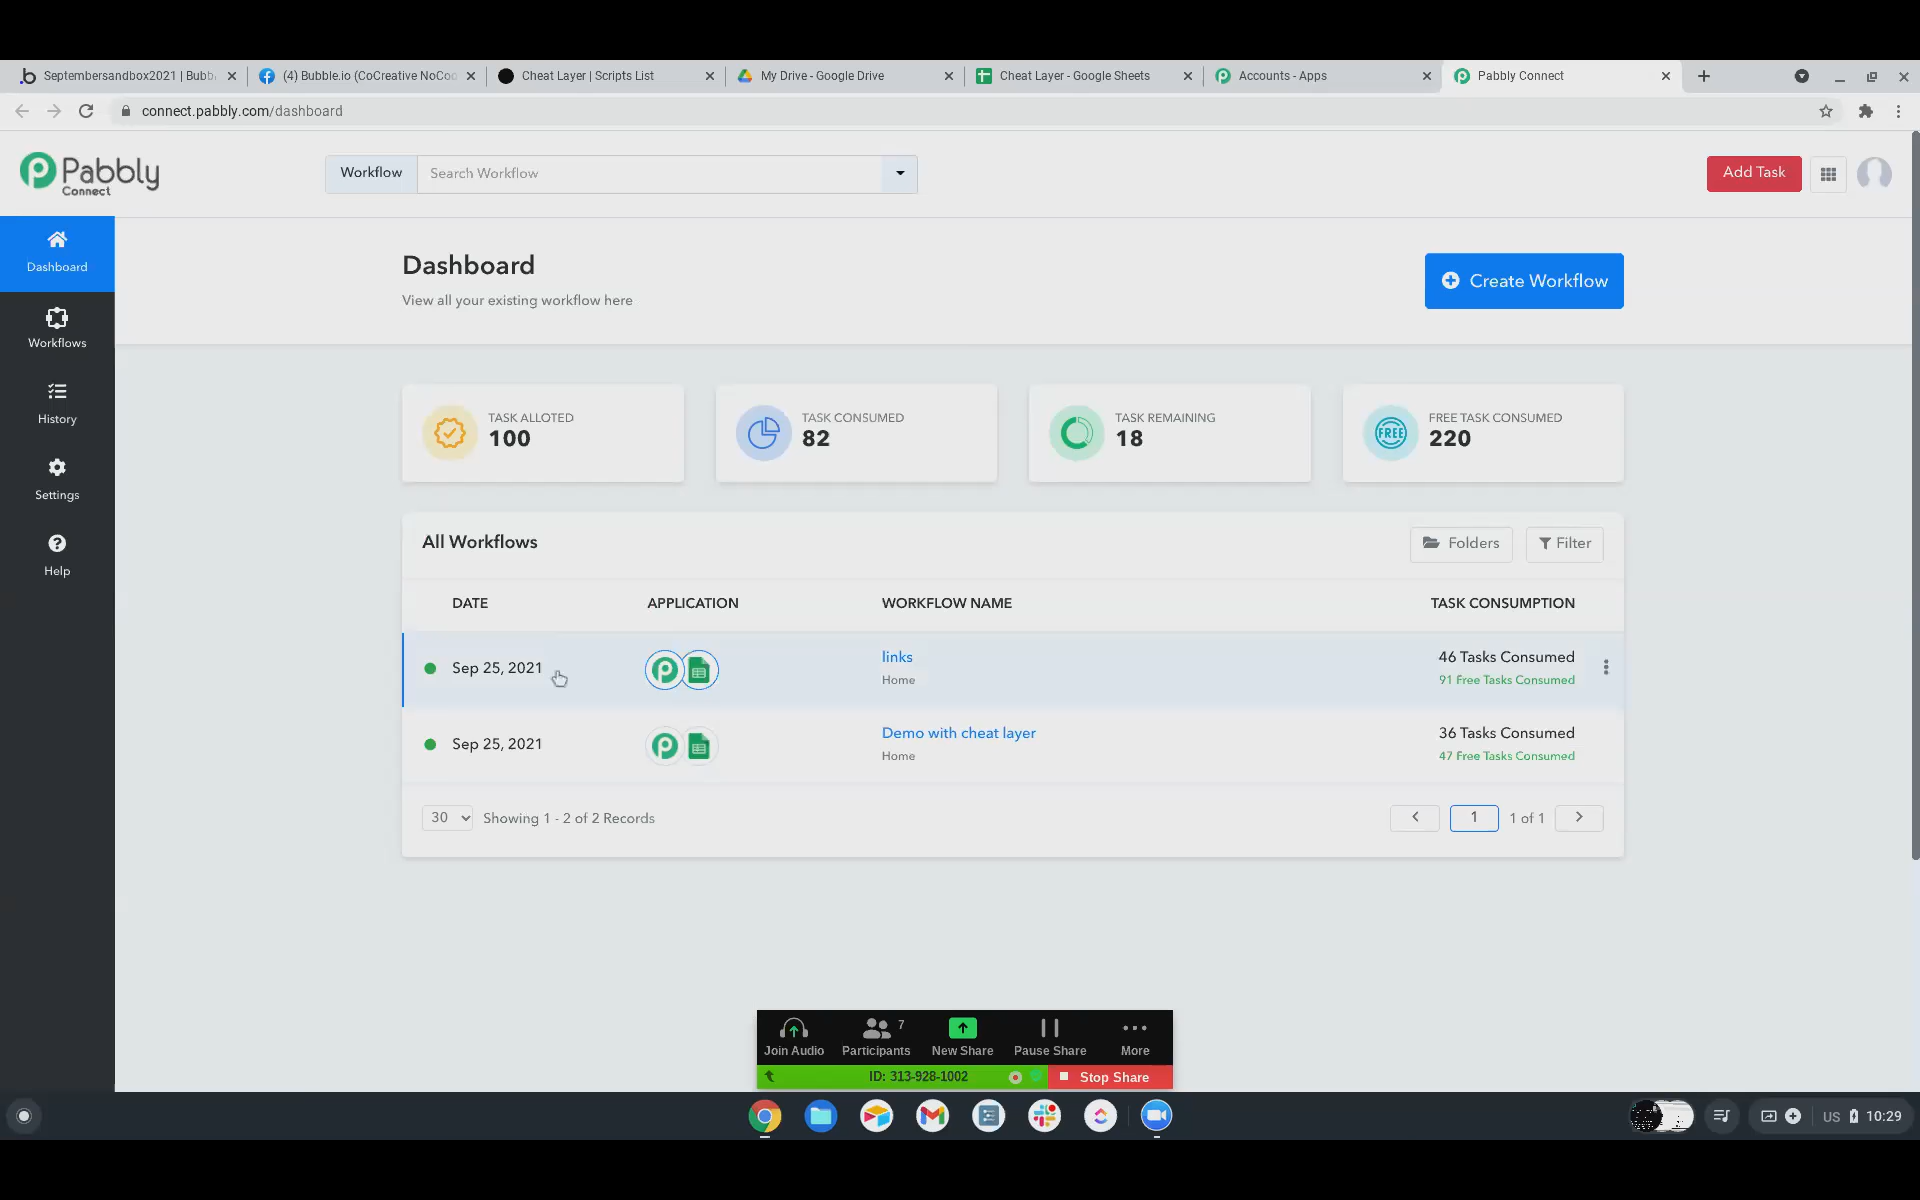 Septembersandbox2021 | Bubb
(4) Bubble.io (CoCreative NoCod
Cheat Layer | Scripts List
My Drive - Google Drive
Cheat Layer - Google Sheets
Accounts - Apps
Pabbly Connect
connect.pabbly.com/dashboard
Pabbly
Connect
Workflow
Search Workflow
Add Task
Dashboard
Workflows
History
Settings
Help
Dashboard
View all your existing workflow here
Create Workflow
TASK ALLOTED
100
TASK CONSUMED
82
TASK REMAINING
18
FREE
FREE TASK CONSUMED
220
All Workflows
Folders
Filter
DATE
APPLICATION
WORKFLOW NAME
TASK CONSUMPTION
Sep 25, 2021
links
Home
46 Tasks Consumed
91 Free Tasks Consumed
Sep 25, 2021
Demo with cheat layer
Home
36 Tasks Consumed
47 Free Tasks Consumed
30
Showing 1 - 2 of 2 Records
1
1 of 1
Join Audio
Participants
7
New Share
Pause Share
More
ID: 313-928-1002
Stop Share
US
10:29